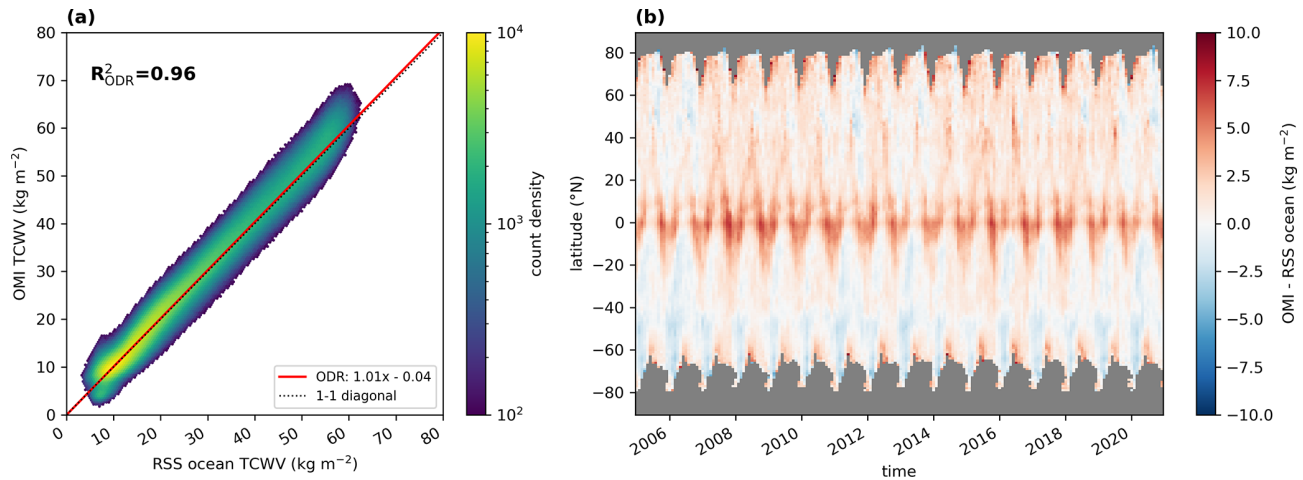 (a)
80
70
60
50
40
30
20
10
0
OMI TCWV (kg m⁻²)
R²ODR=0.96
ODR: 1.01x - 0.04
1-1 diagonal
0 10 20 30 40 50 60 70 80
RSS ocean TCWV (kg m⁻²)
10⁴
10³
10²
count density
(b)
80
60
40
20
0
−20
−40
−60
−80
latitude (°N)
2006 2008 2010 2012 2014 2016 2018 2020
time
10.0
7.5
5.0
2.5
0.0
−2.5
−5.0
−7.5
−10.0
OMI - RSS ocean (kg m⁻²)